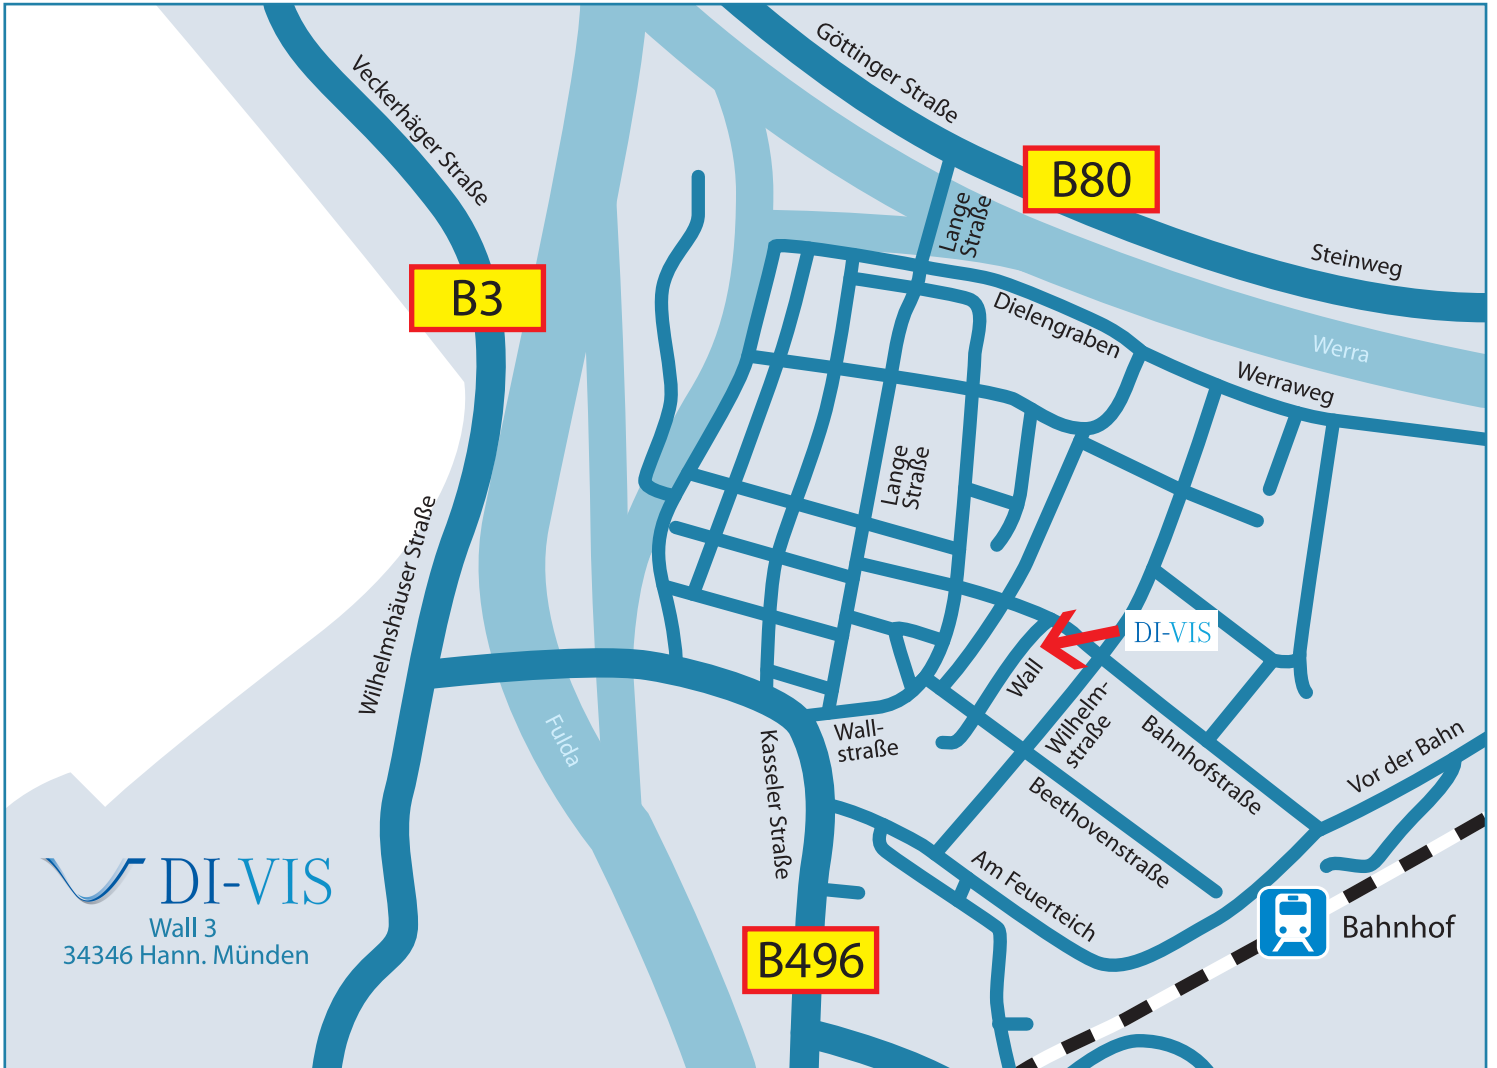 Göttinger Straße
Veckerhäger Straße
B80
Lange
Straße
Steinweg
B3
Dielengraben
Werra
Werraweg
Lange
Straße
Wilhelmshäuser Straße
DI-VIS
Wall
Wilhelm-
straße
Fulda
Wall-
straße
Bahnhofstraße
Vor der Bahn
Kasseler Straße
Beethovenstraße
Am Feuerteich
DI-VIS
Wall 3
34346 Hann. Münden
Bahnhof
B496